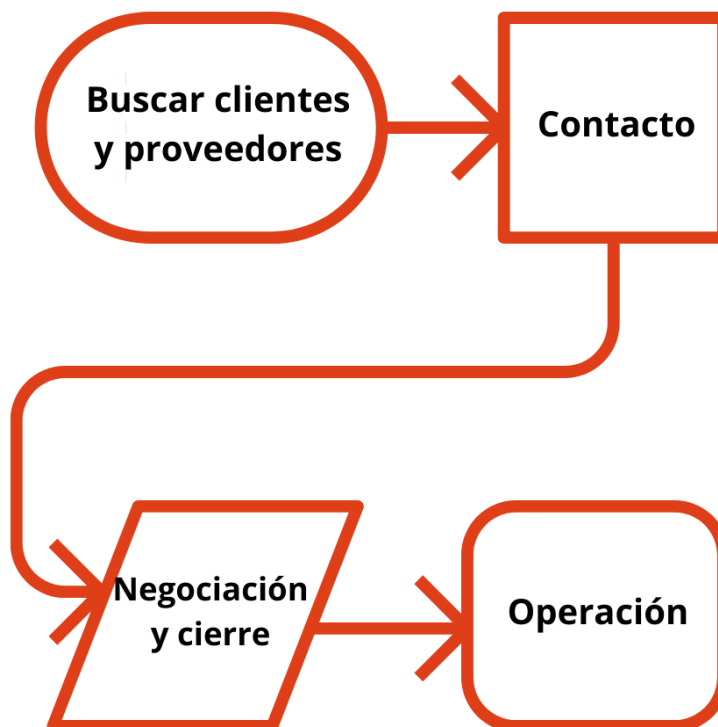 Buscar clientes
y proveedores
Contacto
Negociación
y cierre
Operación